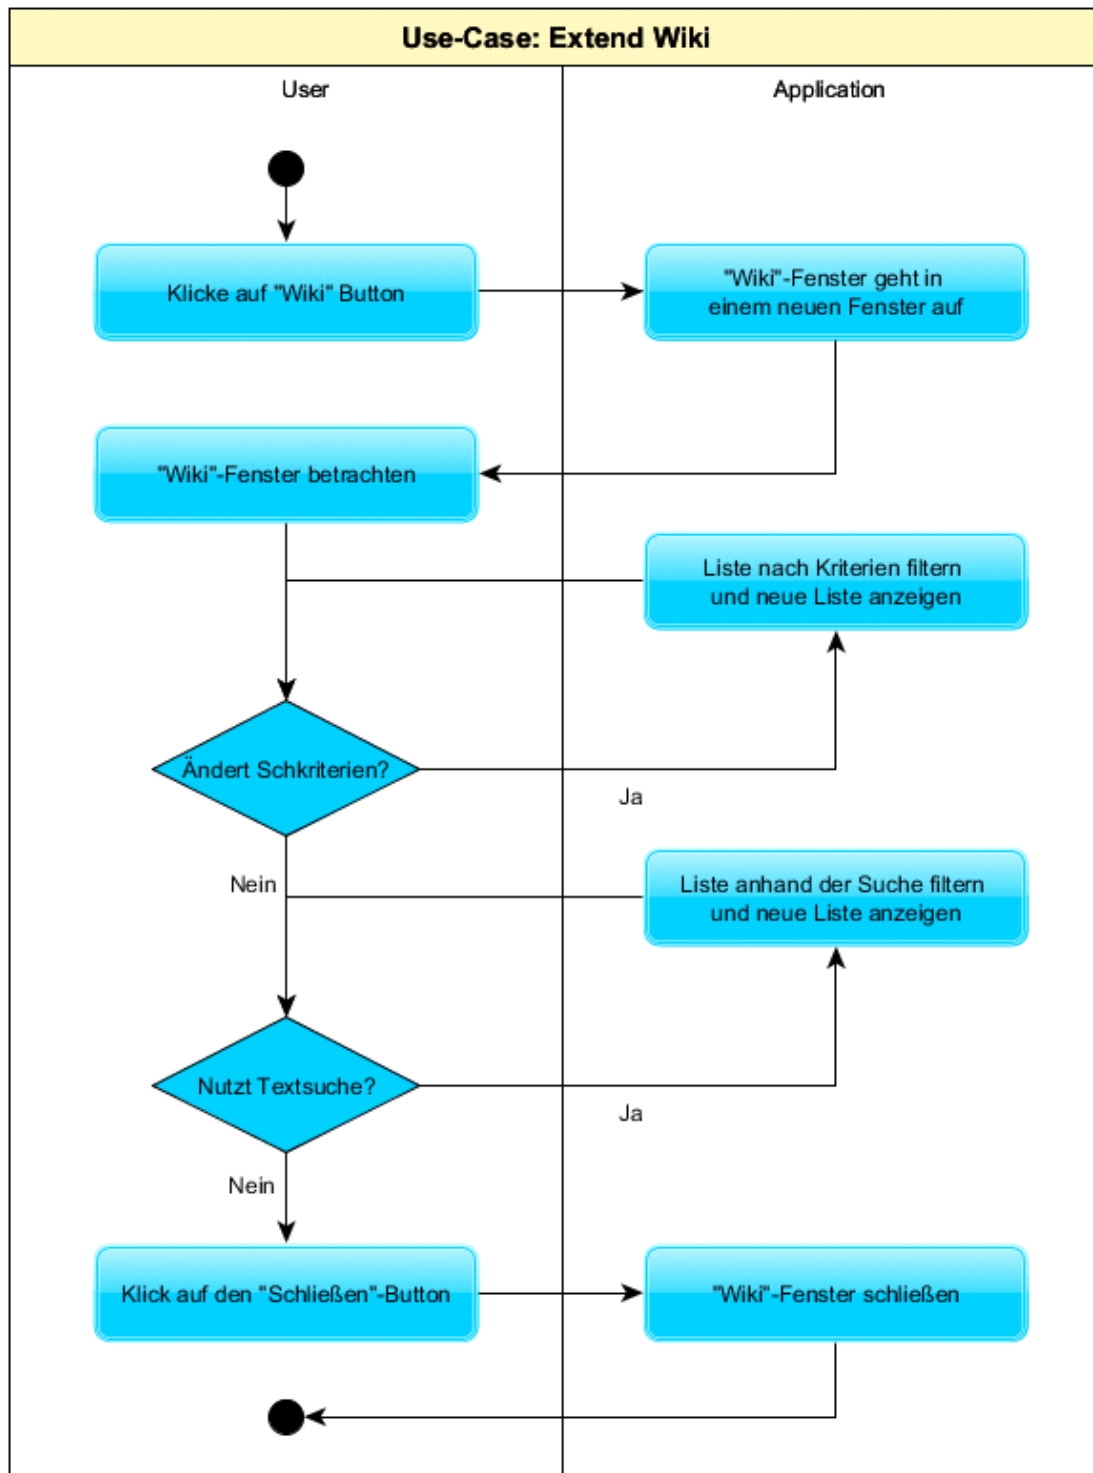 Use-Case: Extend Wiki
User
Application
Klicke auf "Wiki" Button
"Wiki"-Fenster geht in
einem neuen Fenster auf
"Wiki"-Fenster betrachten
Liste nach Kriterien filtern
und neue Liste anzeigen
Ändert Schkriterien?
Ja
Nein
Liste anhand der Suche filtern
und neue Liste anzeigen
Nutzt Textsuche?
Ja
Nein
Klick auf den "Schließen"-Button
"Wiki"-Fenster schließen